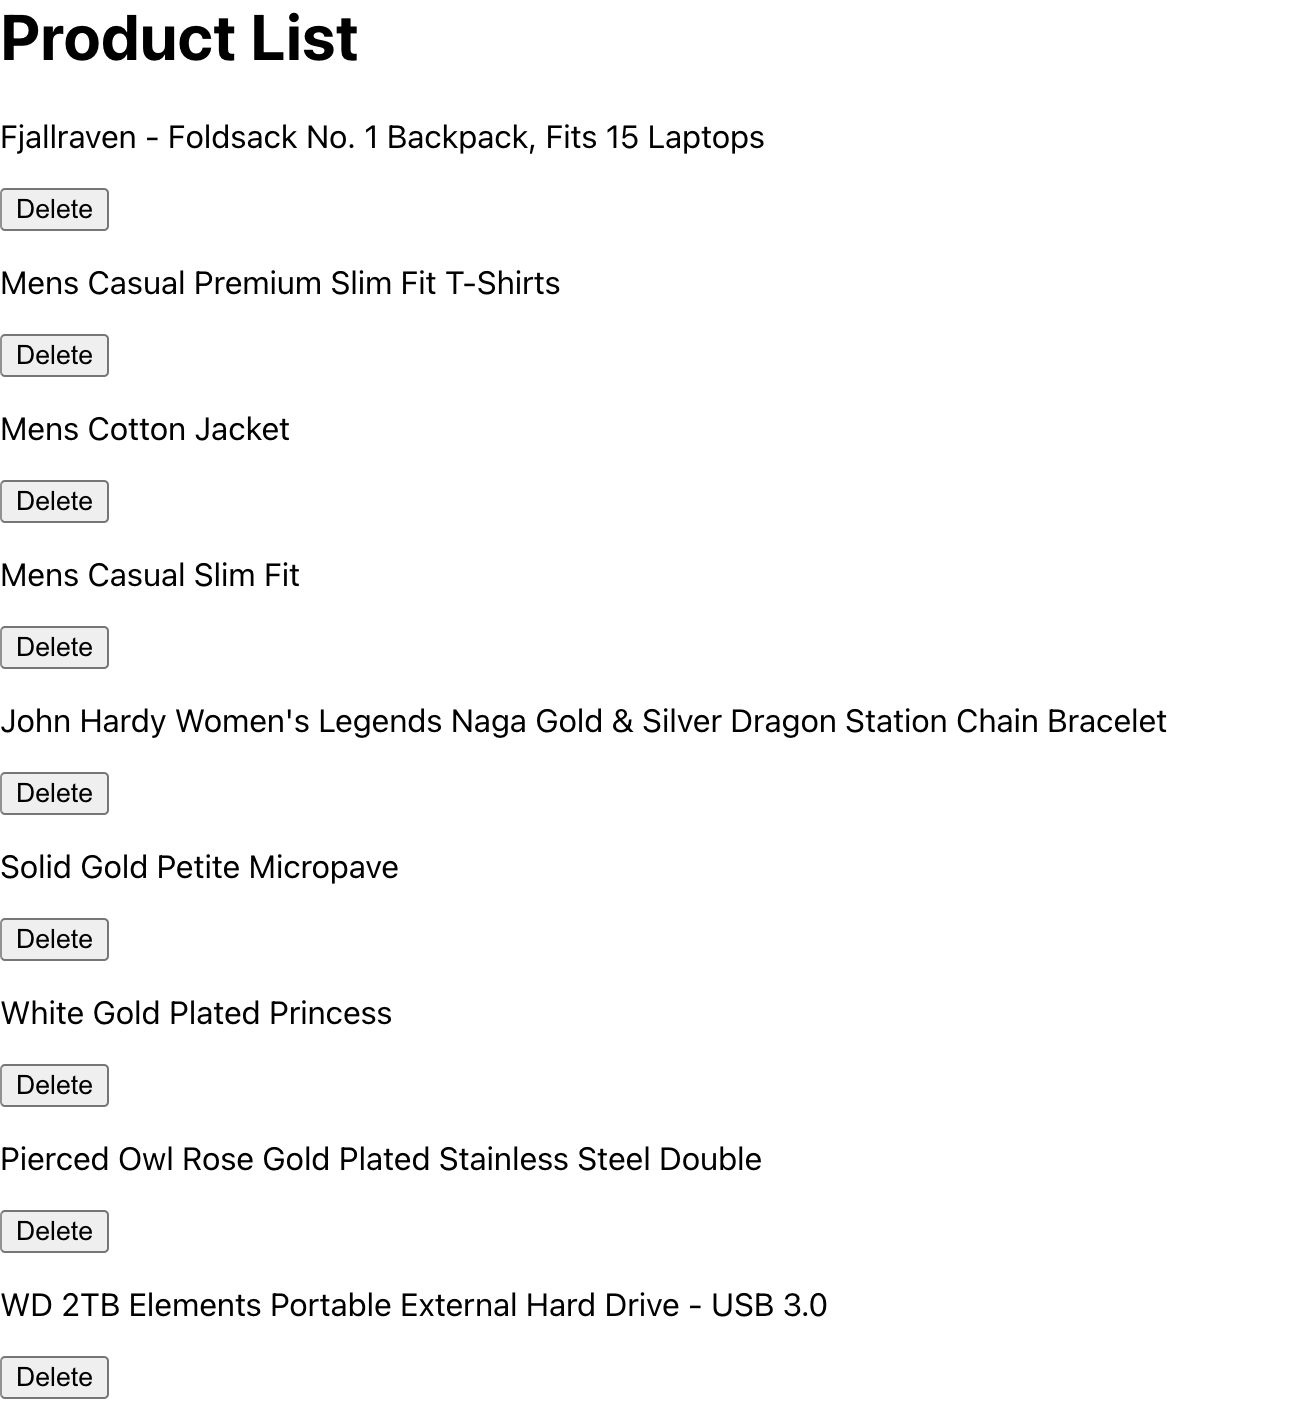 Product List
Fjallraven - Foldsack No. 1 Backpack, Fits 15 Laptops
Delete
Mens Casual Premium Slim Fit T-Shirts
Delete
Mens Cotton Jacket
Delete
Mens Casual Slim Fit
Delete
John Hardy Women's Legends Naga Gold & Silver Dragon Station Chain Bracelet
Delete
Solid Gold Petite Micropave
Delete
White Gold Plated Princess
Delete
Pierced Owl Rose Gold Plated Stainless Steel Double
Delete
WD 2TB Elements Portable External Hard Drive - USB 3.0
Delete